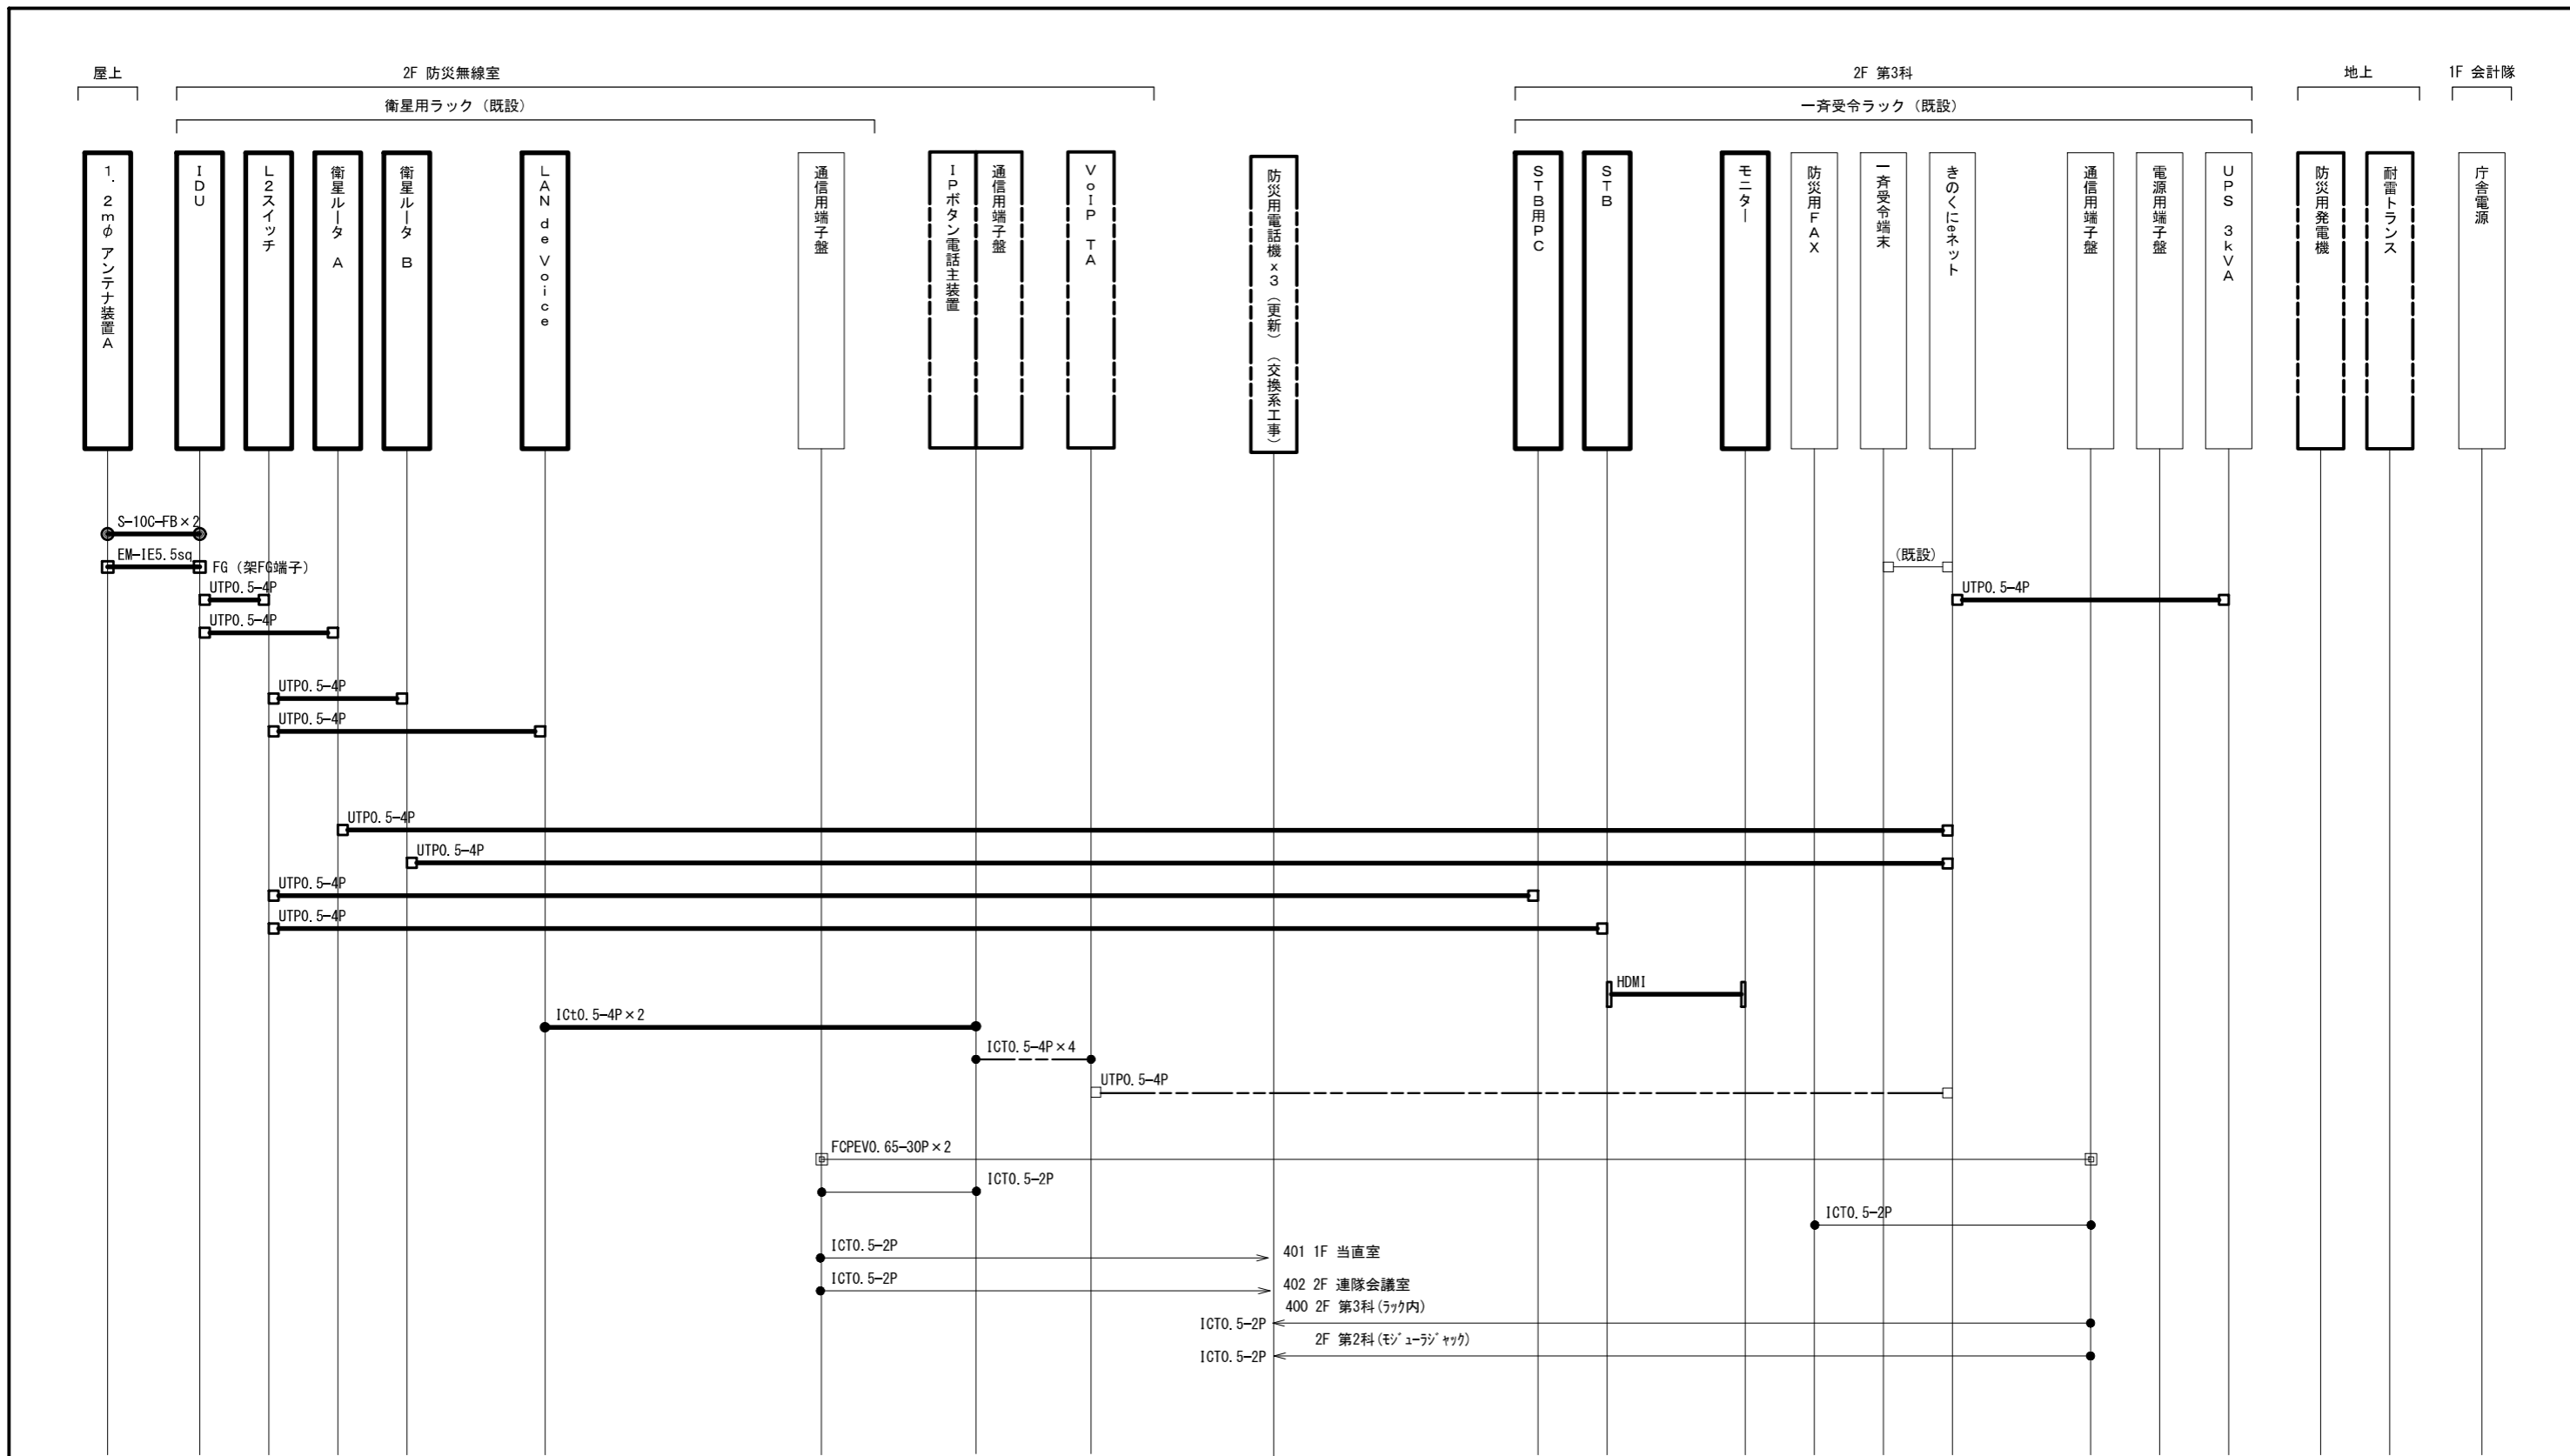 屋上
2F 防災無線室
2F 第3科
地上
1F 会計隊
衛星用ラック（既設）
一斉受令ラック（既設）
１．２ｍφ アンテナ装置Ａ
ＩＤＵ
Ｌ２スイッチ
衛星ルータ　Ａ
衛星ルータ　Ｂ
ＬＡＮ ｄｅ Ｖｏｉｃｅ
通信用端子盤
ＩＰボタン電話主装置
通信用端子盤
ＶｏＩＰ　ＴＡ
防災用電話機ｘ３（更新）（交換系工事）
ＳＴＢ用ＰＣ
ＳＴＢ
モニター
防災用ＦＡＸ
一斉受令端末
きのくにeネット
通信用端子盤
電源用端子盤
ＵＰＳ　３ｋＶＡ
防災用発電機
耐雷トランス
庁舎電源
S-10C-FB×2
EM-IE5.5sq
FG（架FG端子）
(既設)
UTP0.5-4P
UTP0.5-4P
UTP0.5-4P
UTP0.5-4P
UTP0.5-4P
UTP0.5-4P
UTP0.5-4P
UTP0.5-4P
UTP0.5-4P
HDMI
ICt0.5-4P×2
ICT0.5-4P×4
UTP0.5-4P
FCPEV0.65-30P×2
ICT0.5-2P
ICT0.5-2P
ICT0.5-2P
401 1F 当直室
ICT0.5-2P
402 2F 連隊会議室
400 2F 第3科(ﾗｯｸ内)
ICT0.5-2P
2F 第2科(ﾓｼﾞｭｰﾗｼﾞｬｯｸ)
ICT0.5-2P